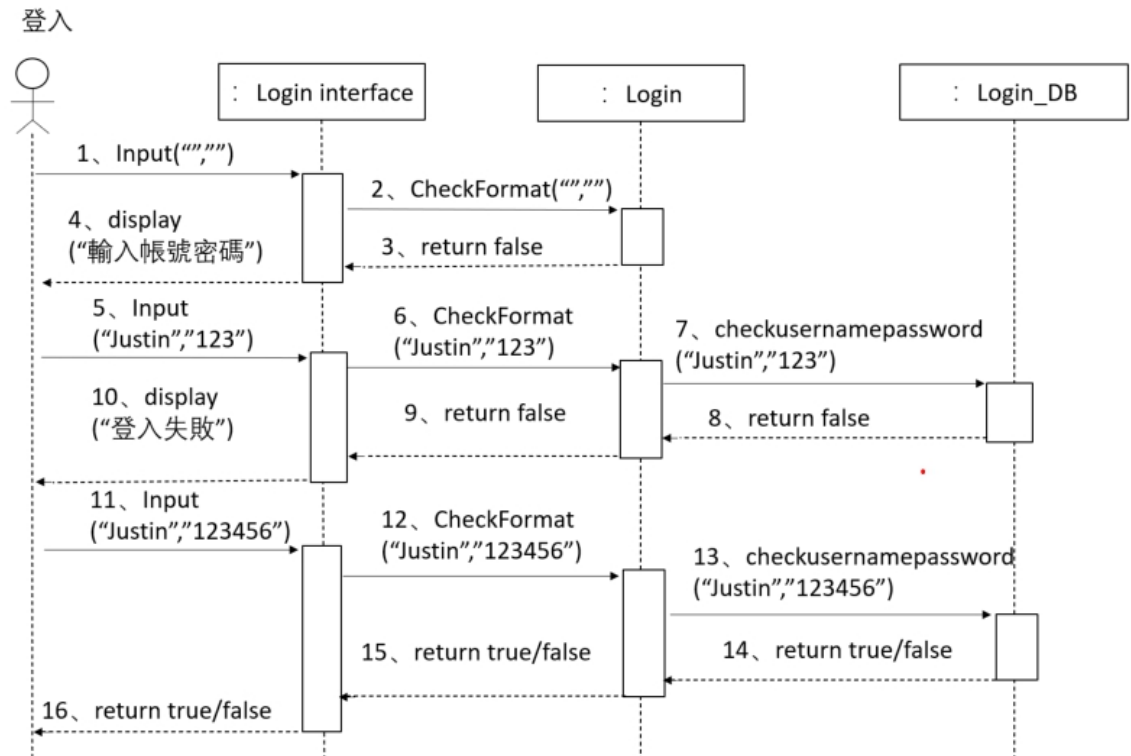 登入
: Login interface
: Login
: Login_DB
1、Input(“”,””)
2、CheckFormat(“”,””)
3、return false
4、display
(“輸入帳號密碼”)
5、Input
(“Justin”,”123”)
6、CheckFormat
(“Justin”,”123”)
7、checkusernamepassword
(“Justin”,”123”)
8、return false
9、return false
10、display
(“登入失敗”)
11、Input
(“Justin”,”123456”)
12、CheckFormat
(“Justin”,”123456”)
13、checkusernamepassword
(“Justin”,”123456”)
14、return true/false
15、return true/false
16、return true/false